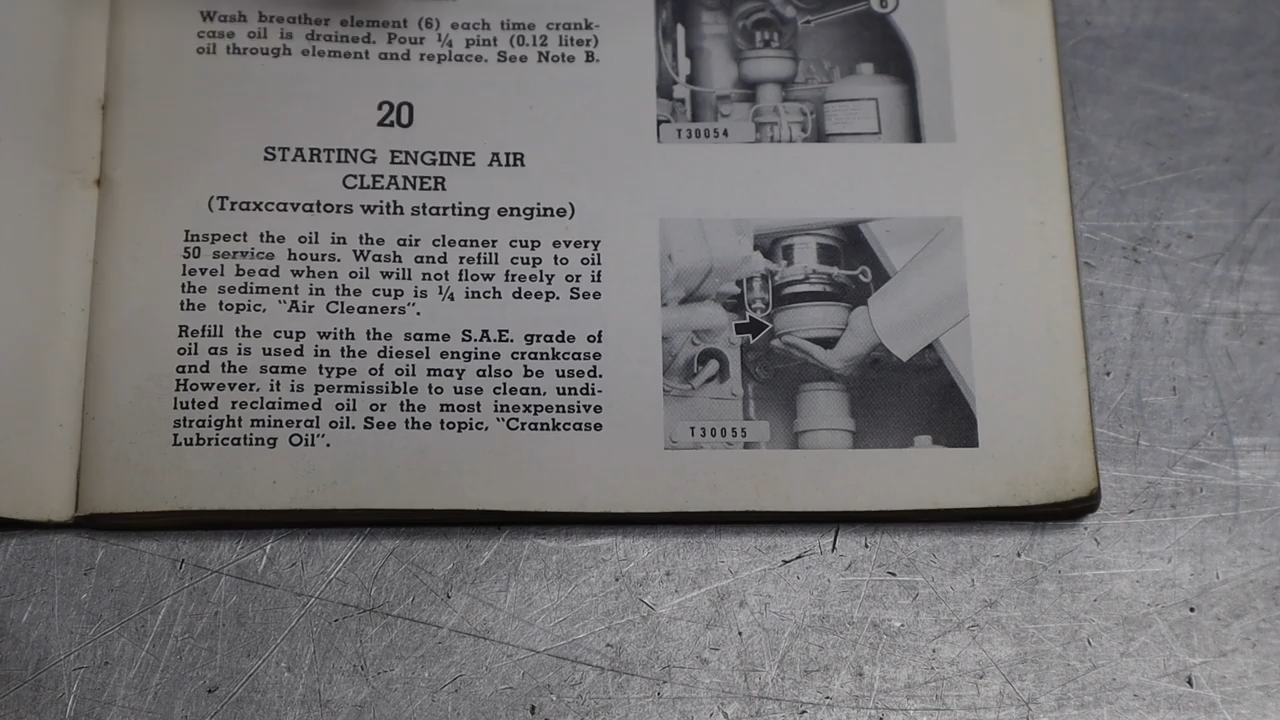 Wash breather element (6) each time crank-
case oil is drained. Pour ¼ pint (0.12 liter)
oil through element and replace. See Note B.
6
T30054
20
STARTING ENGINE AIR
CLEANER
(Traxcavators with starting engine)
Inspect the oil in the air cleaner cup every
50 service hours. Wash and refill cup to oil
level bead when oil will not flow freely or if
the sediment in the cup is ¼ inch deep. See
the topic, "Air Cleaners".
Refill the cup with the same S.A.E. grade of
oil as is used in the diesel engine crankcase
and the same type of oil may also be used.
However, it is permissible to use clean, undi-
luted reclaimed oil or the most inexpensive
straight mineral oil. See the topic, "Crankcase
Lubricating Oil".
T30055